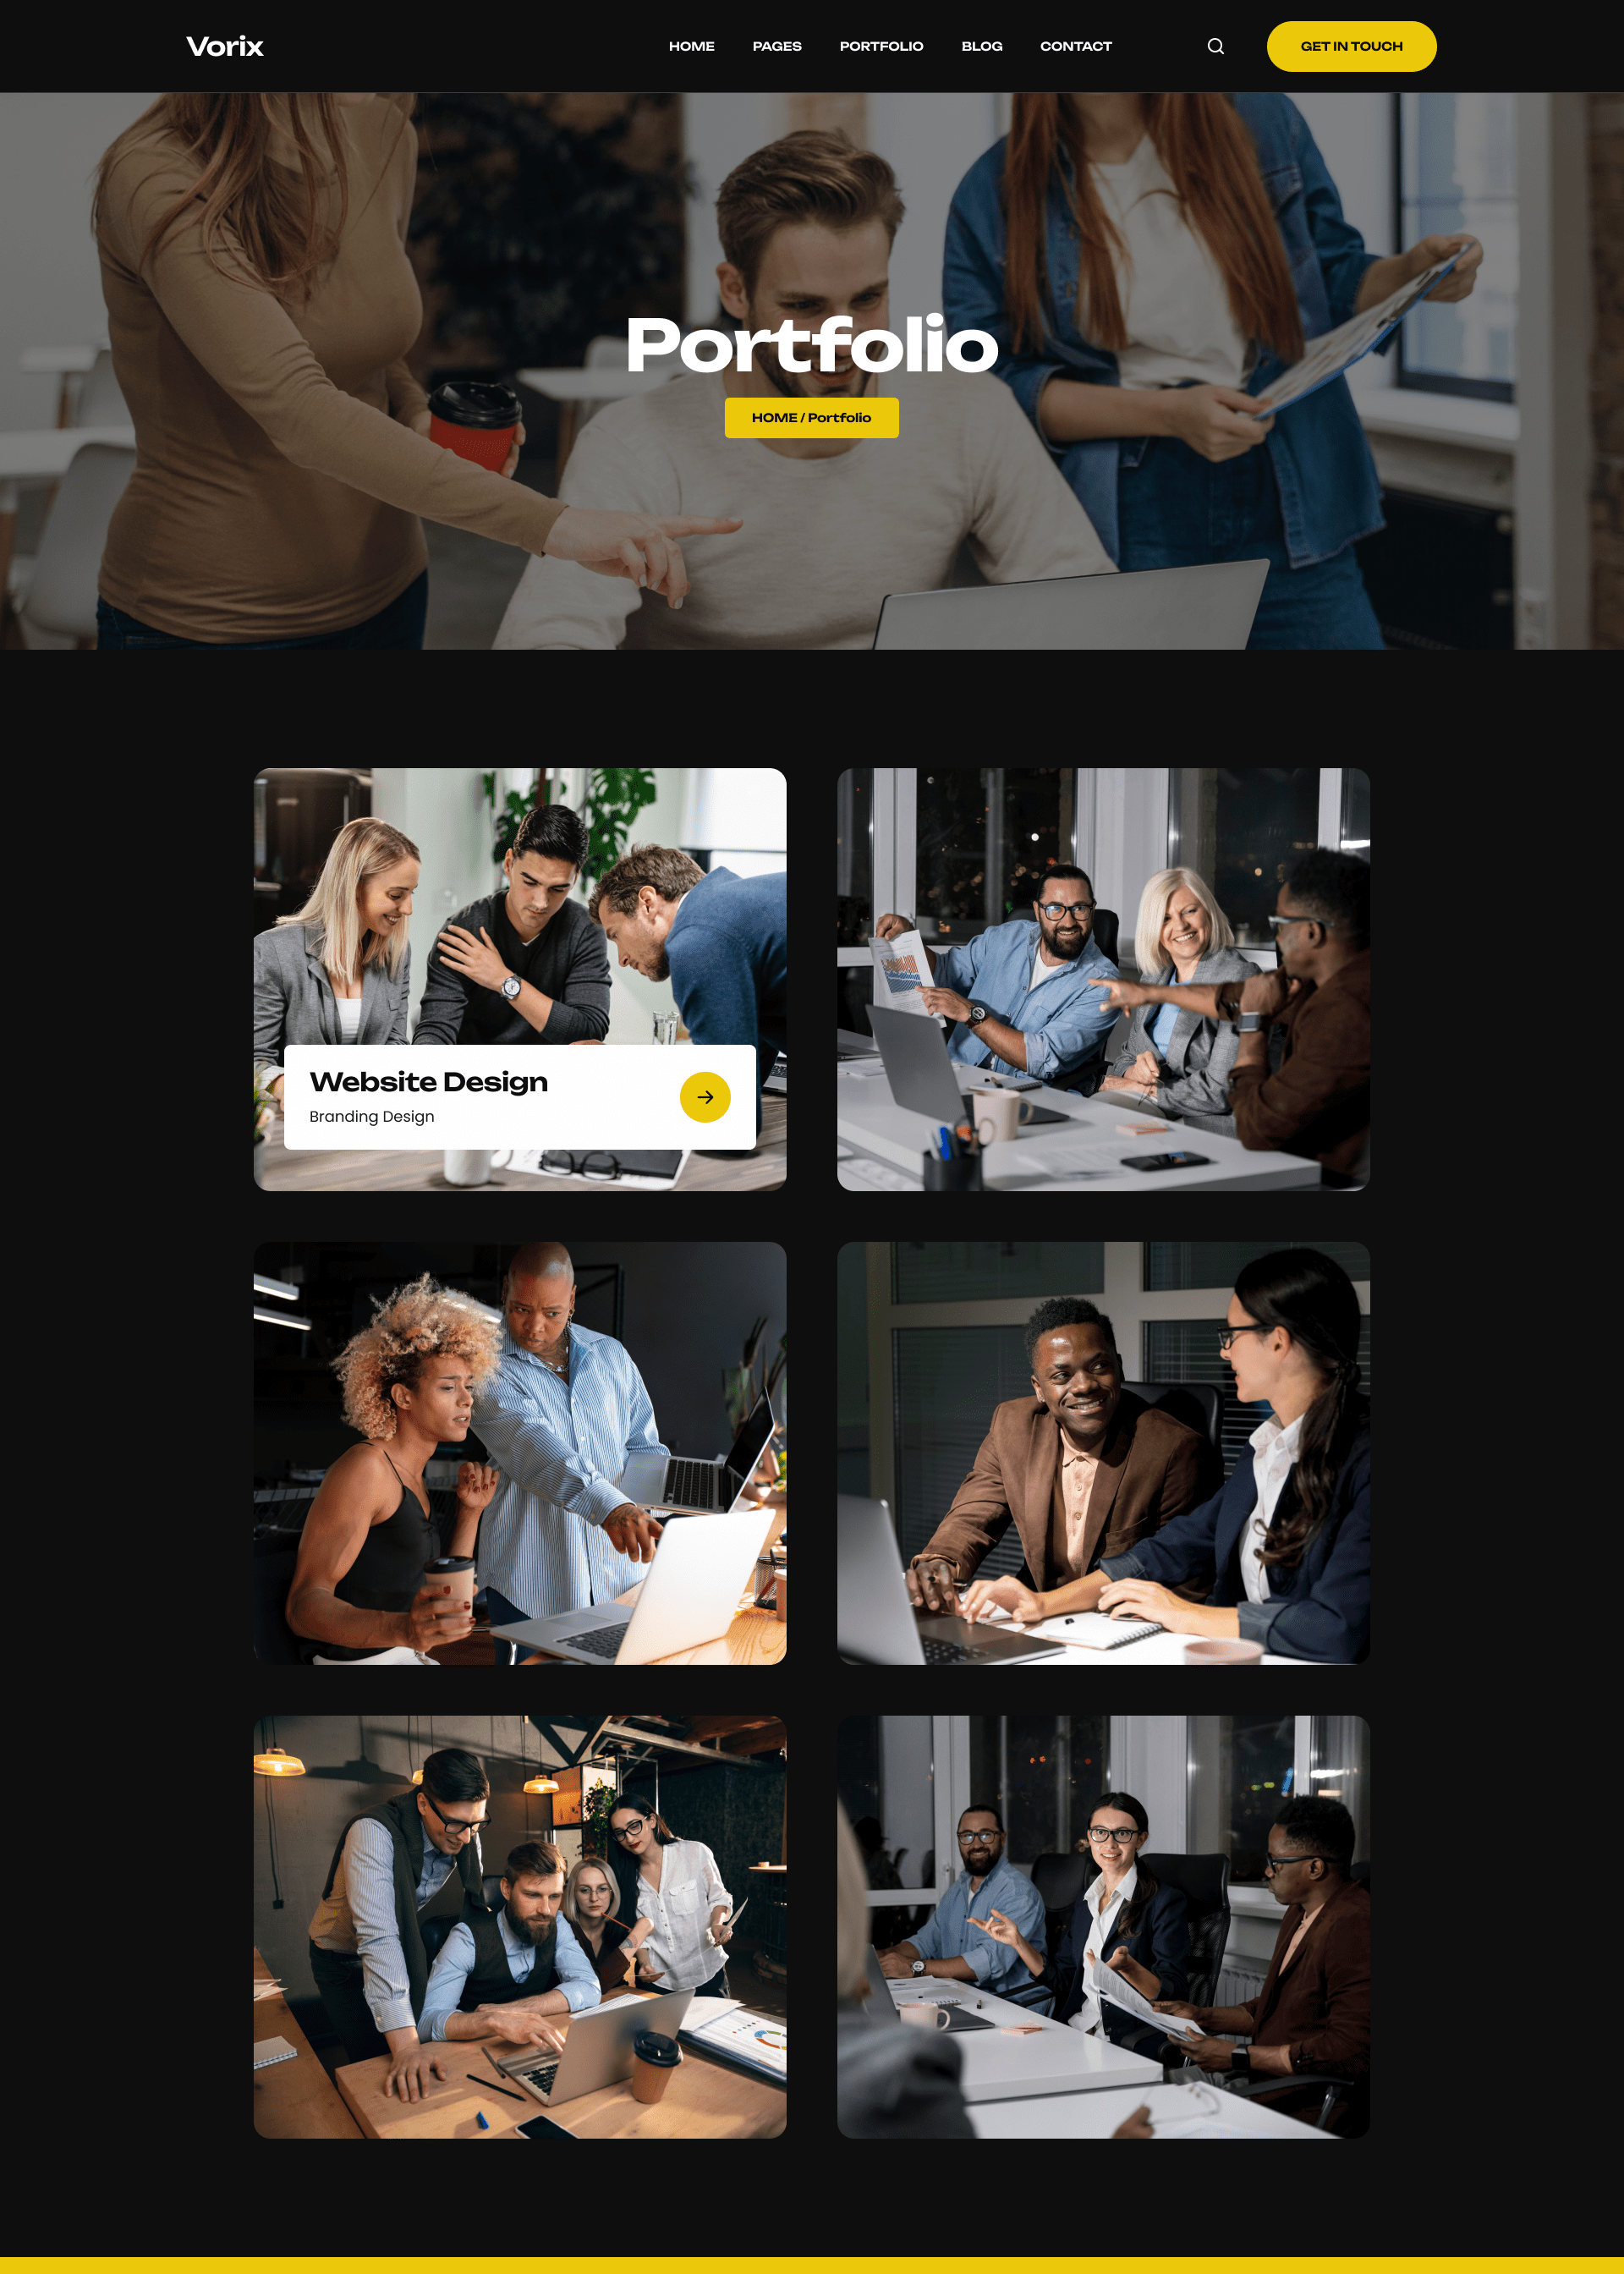 Vorix
HOME PAGES PORTFOLIO BLOG CONTACT GET IN TOUCH
Portfolio
HOME / Portfolio
Website Design
Branding Design